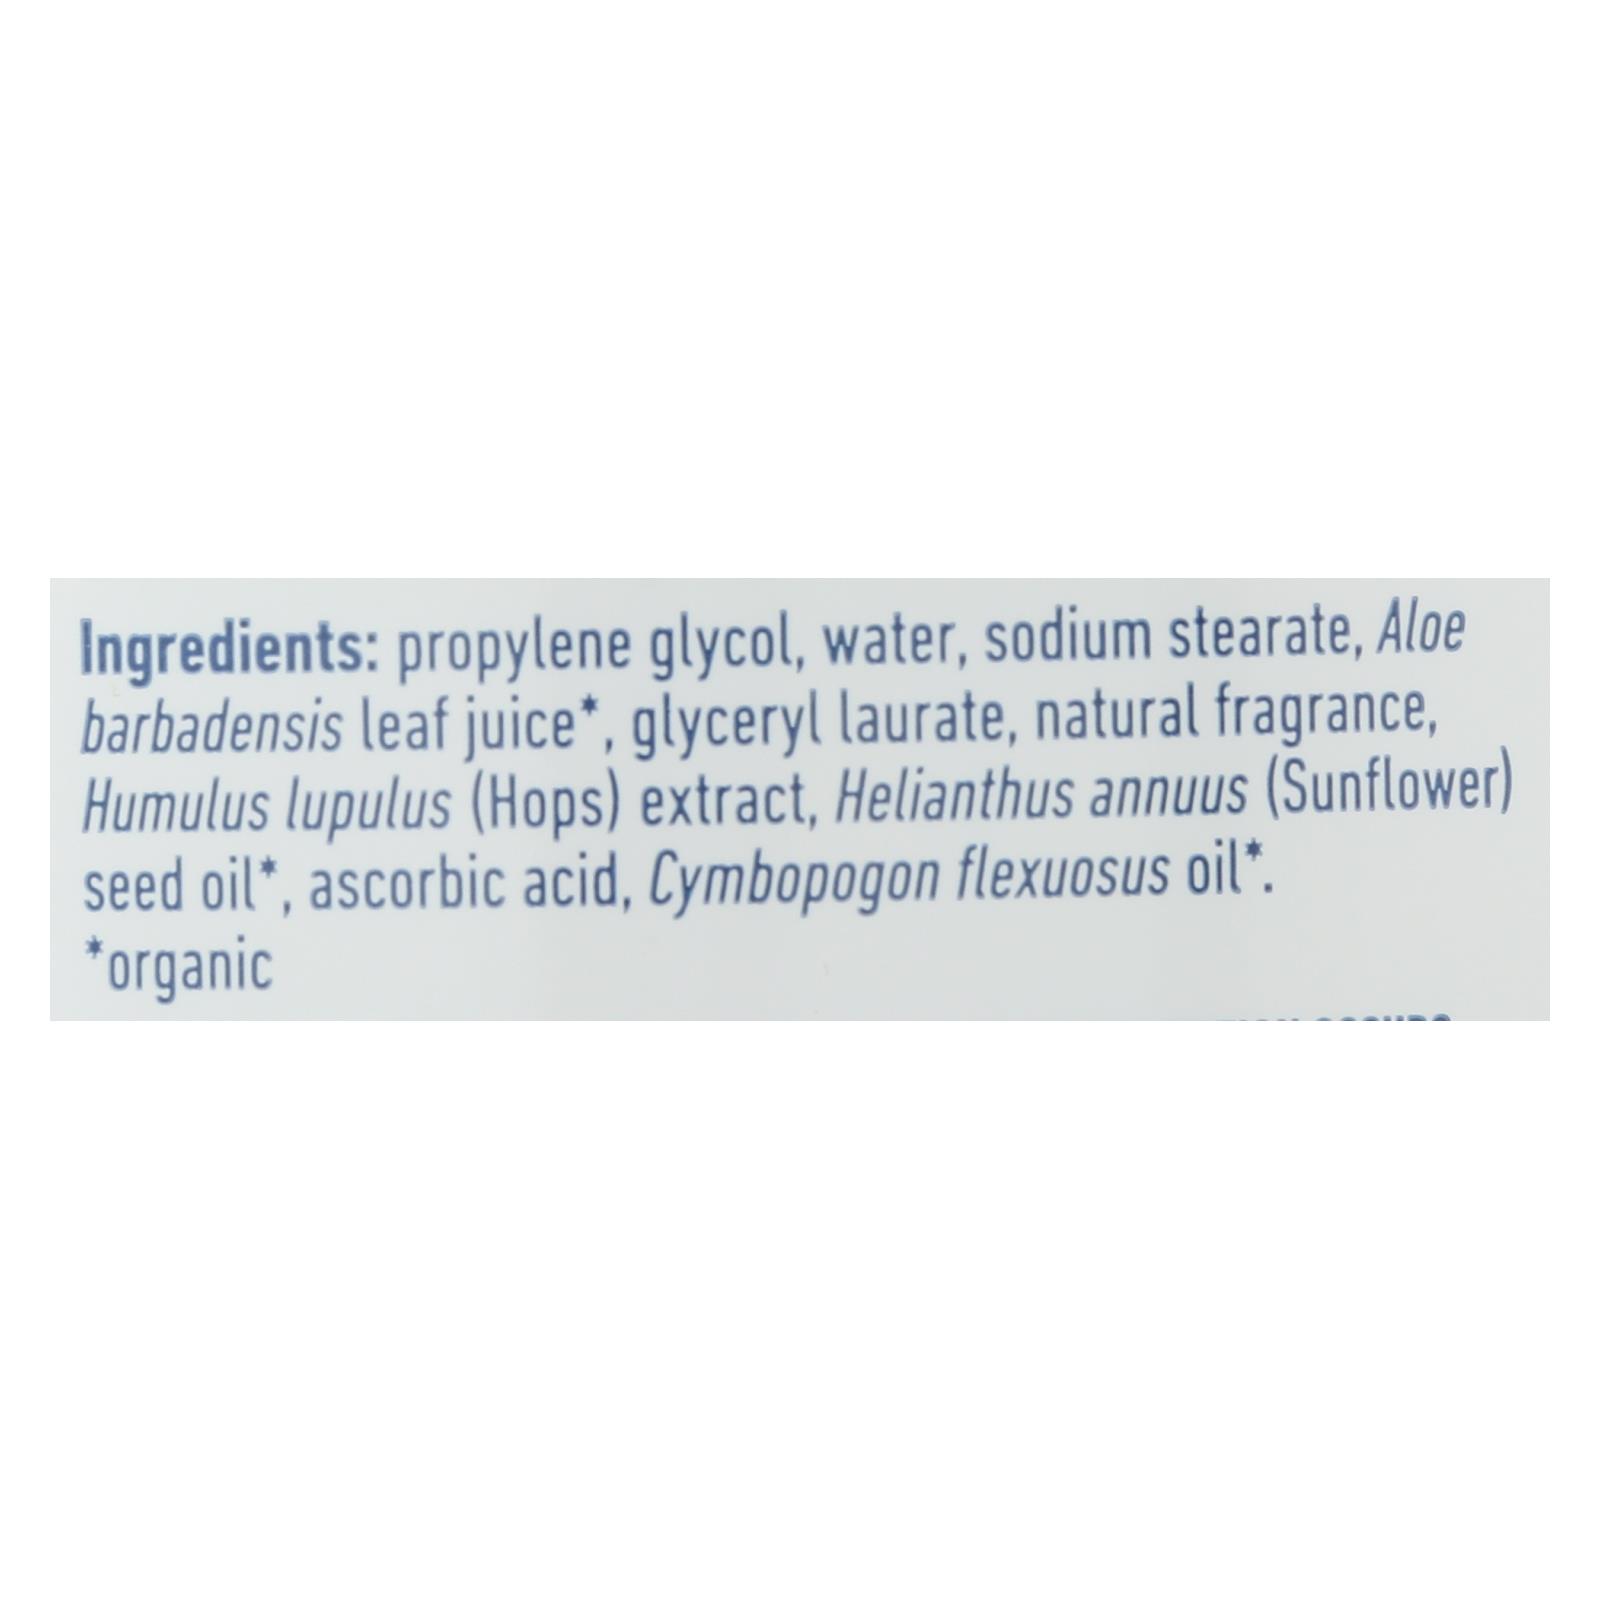 Ingredients: propylene glycol, water, sodium stearate, Aloe
barbadensis leaf juice*, glyceryl laurate, natural fragrance,
Humulus lupulus (Hops) extract, Helianthus annuus (Sunflower)
seed oil*, ascorbic acid, Cymbopogon flexuosus oil*.
*organic